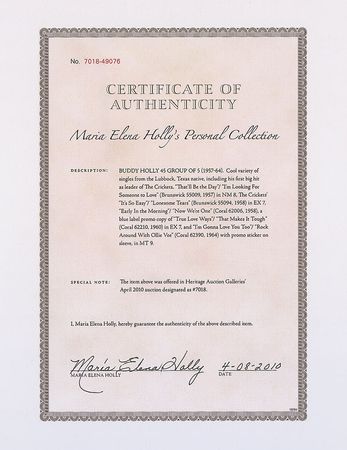 No. 7018-49076
CERTIFICATE OF
AUTHENTICITY
Maria Elena Holly's Personal Collection
DESCRIPTION: BUDDY HOLLY 45 GROUP OF 5 (1957-64). Cool variety of
singles from the Lubbock, Texas native, including his first big hit
as leader of The Crickets, "That'll Be the Day"/ "I'm Looking For
Someone to Love" (Brunswick 55009, 1957) in NM 8, The Crickets'
"It's So Easy"/ "Lonesome Tears" (Brunswick 55094, 1958) in EX 7,
"Early In the Morning"/ "Now We're One" (Coral 62006, 1958), a
blue label promo copy of "True Love Ways"/ "That Makes It Tough"
(Coral 62210, 1960) in EX 7, and "I'm Gonna Love You Too"/ "Rock
Around With Ollie Vee" (Coral 62390, 1964) with promo sticker on
sleeve, in MT 9.
SPECIAL NOTE: The item above was offered in Heritage Auction Galleries'
April 2010 auction designated as #7018.
I, Maria Elena Holly, hereby guarantee the authenticity of the above described item.
María Elena Holly 4-08-2010
MARIA ELENA HOLLY DATE